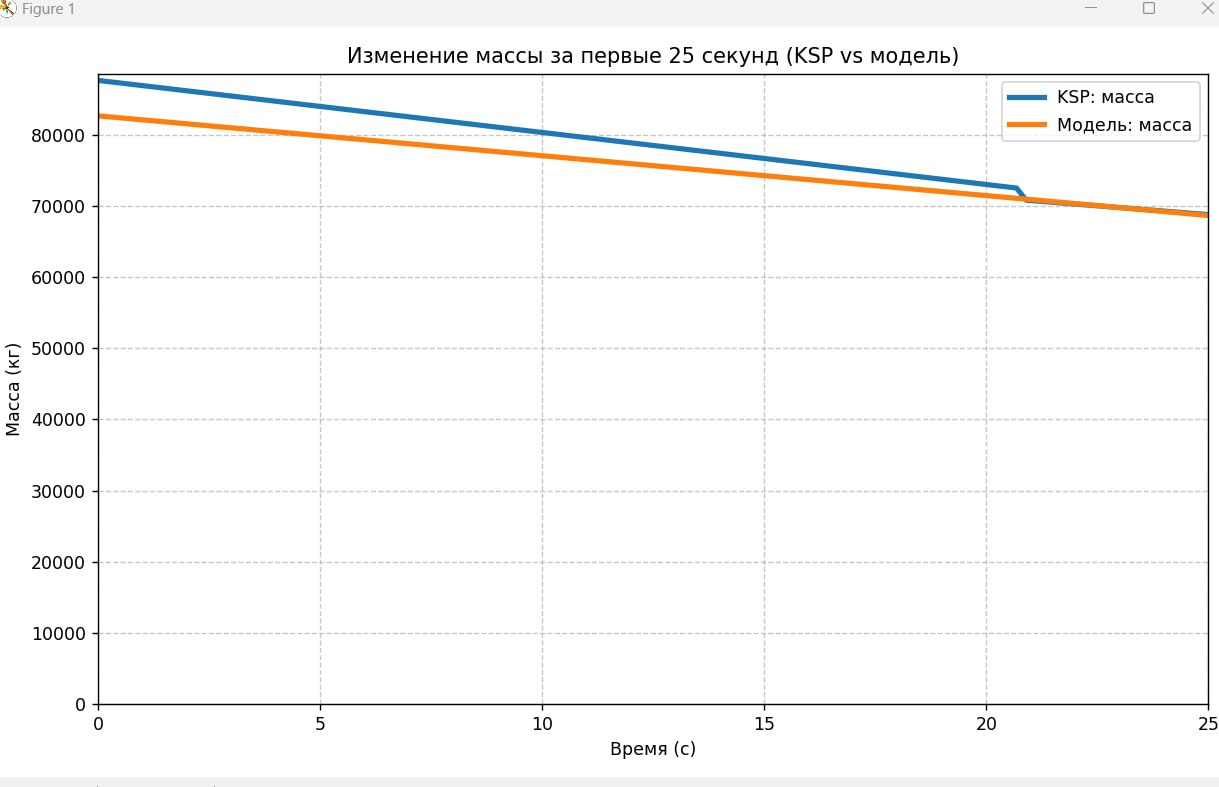 Figure 1
Изменение массы за первые 25 секунд (KSP vs модель)
KSP: масса
Модель: масса
80000
70000
60000
50000
40000
30000
20000
10000
0
Масса (кг)
0 5 10 15 20 25
Время (с)